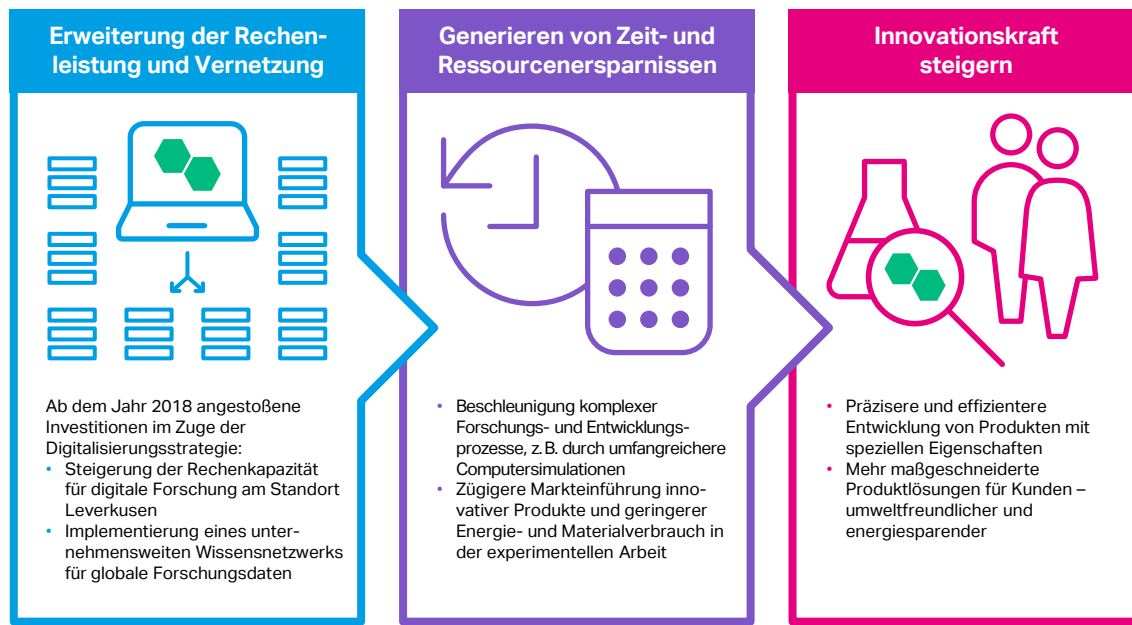 Erweiterung der Rechen-
leistung und Vernetzung
Ab dem Jahr 2018 angestoßene
Investitionen im Zuge der
Digitalisierungsstrategie:
• Steigerung der Rechenkapazität
für digitale Forschung am Standort
Leverkusen
• Implementierung eines unter-
nehmensweiten Wissensnetzwerks
für globale Forschungsdaten
Generieren von Zeit- und
Ressourcenersparnissen
• Beschleunigung komplexer
Forschungs- und Entwicklungs-
prozesse, z. B. durch umfangreichere
Computersimulationen
• Zügigere Markteinführung inno-
vativer Produkte und geringerer
Energie- und Materialverbrauch in
der experimentellen Arbeit
Innovationskraft
steigern
• Präzisere und effizientere
Entwicklung von Produkten mit
speziellen Eigenschaften
• Mehr maßgeschneiderte
Produktlösungen für Kunden –
umweltfreundlicher und
energiesparender